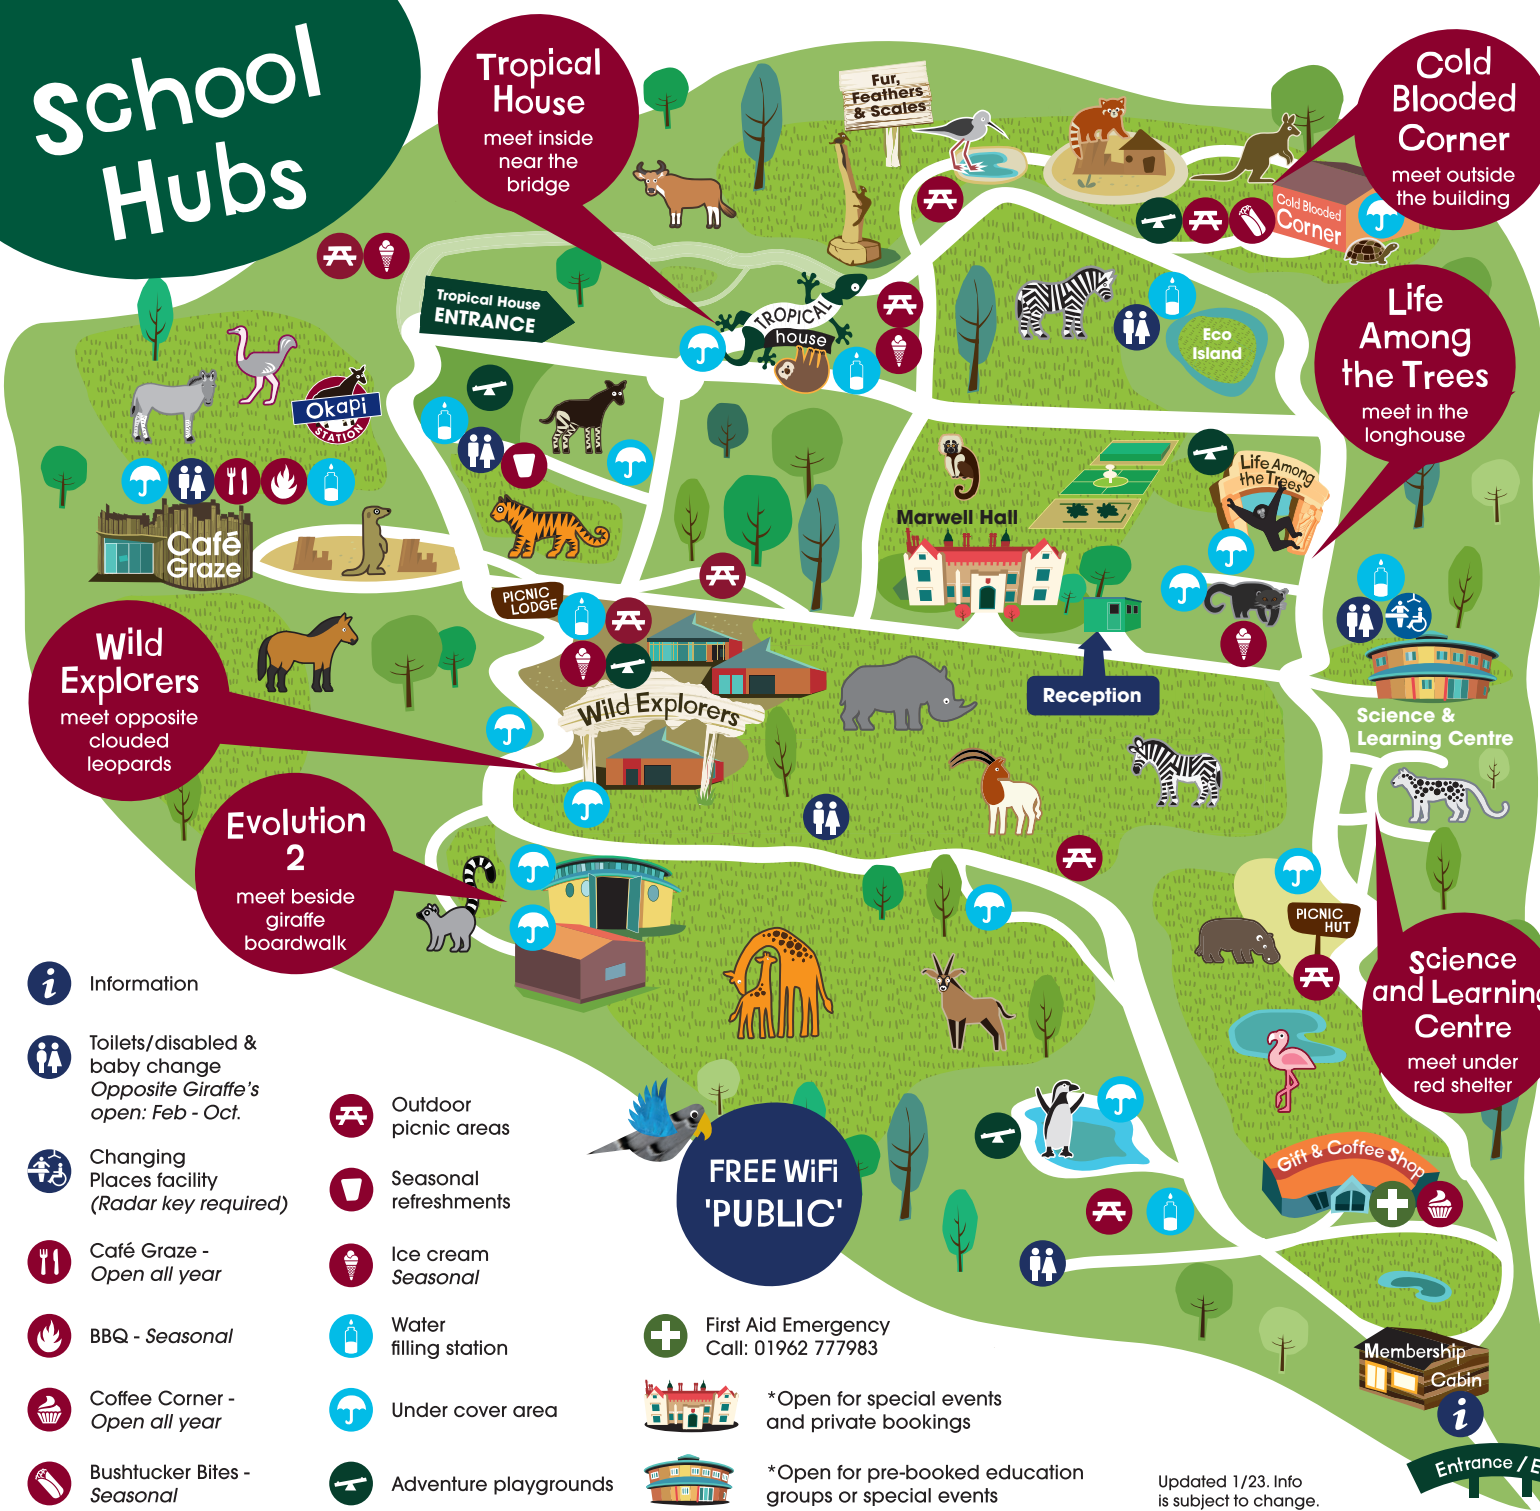 School
Hubs
Tropical
House
meet inside
near the
bridge
Fur,
Feathers
& Scales
Cold
Blooded
Corner
meet outside
the building
Cold Blooded
Corner
Tropical House
ENTRANCE
TROPICAL
house
Eco
Island
Life
Among
the Trees
meet in the
longhouse
Okapi
STATION
Café
Graze
Marwell Hall
Life Among
the Trees
PICNIC
LODGE
Wild
Explorers
meet opposite
clouded
leopards
Wild Explorers
Reception
Science &
Learning Centre
Evolution
2
meet beside
giraffe
boardwalk
PICNIC
HUT
Science
and Learning
Centre
meet under
red shelter
Information
Toilets/disabled &
baby change
Opposite Giraffe's
open: Feb - Oct.
Changing
Places facility
(Radar key required)
Café Graze -
Open all year
BBQ - Seasonal
Coffee Corner -
Open all year
Bushtucker Bites -
Seasonal
Outdoor
picnic areas
Seasonal
refreshments
Ice cream
Seasonal
Water
filling station
Under cover area
Adventure playgrounds
FREE WiFi
'PUBLIC'
First Aid Emergency
Call: 01962 777983
*Open for special events
and private bookings
*Open for pre-booked education
groups or special events
Gift & Coffee Shop
Membership
Cabin
Entrance / E
Updated 1/23. Info
is subject to change.